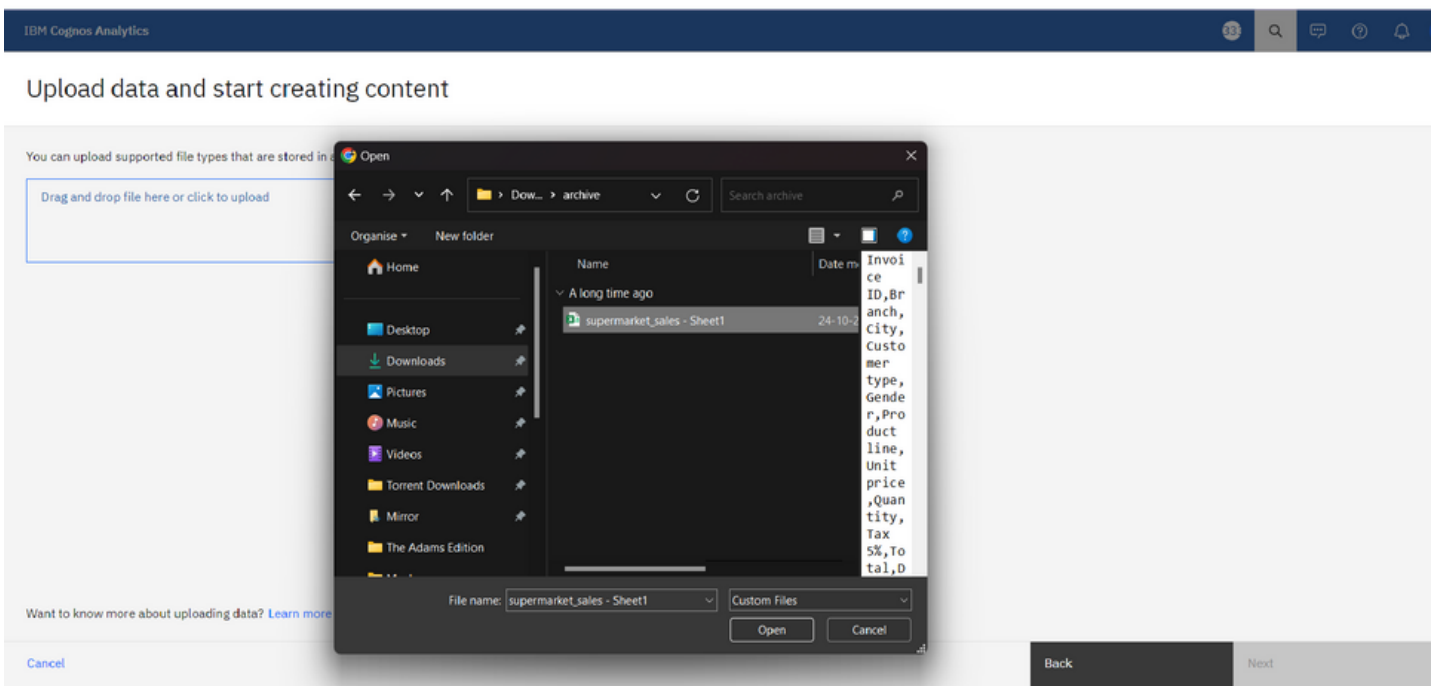 IBM Cognos Analytics
33
Upload data and start creating content
You can upload supported file types that are stored in
Drag and drop file here or click to upload
Open
Dow... > archive
Search archive
Organise
New folder
Home
Desktop
Downloads
Pictures
Music
Videos
Torrent Downloads
Mirror
The Adams Edition
Name
Date m
A long time ago
supermarket_sales - Sheet1
24-10-2
Invoi
ce
ID,Br
anch,
City,
Custo
mer
type,
Gende
r,Pro
duct
line,
Unit
price
,Quan
tity,
Tax
5%,To
tal,D
File name: supermarket_sales - Sheet1
Custom Files
Open
Cancel
Want to know more about uploading data? Learn more
Cancel
Back
Next